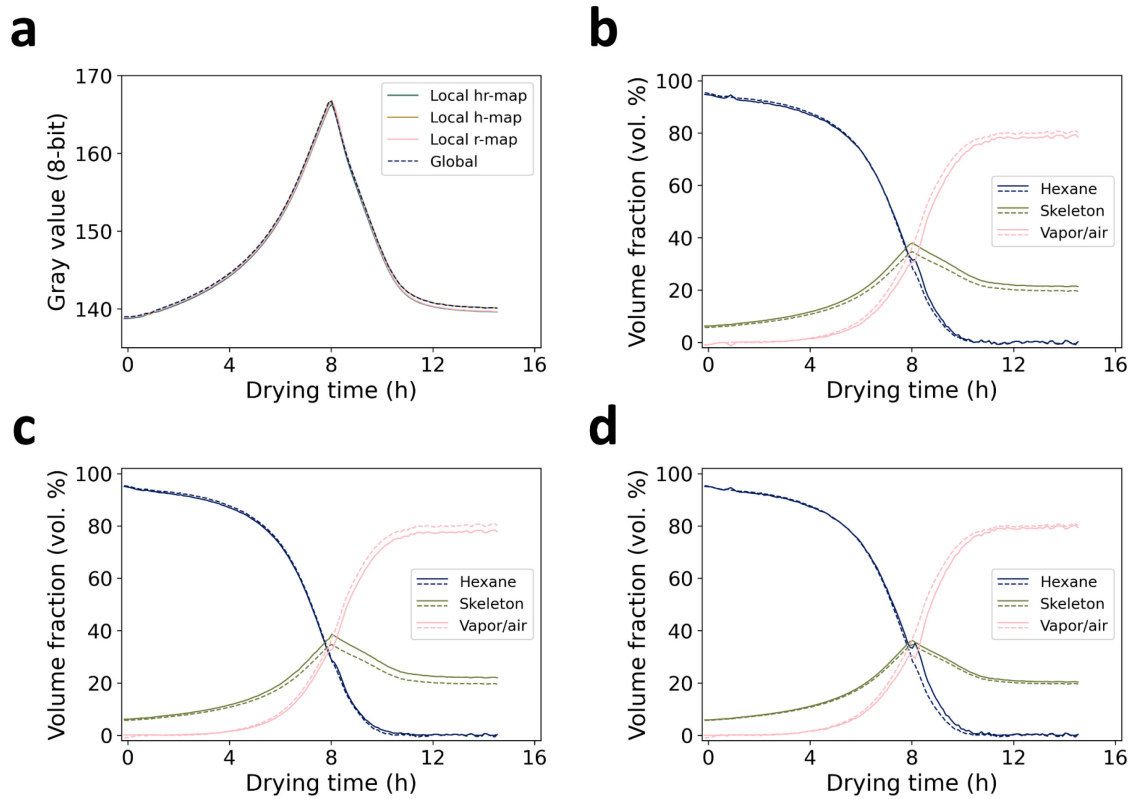 a
170
160
150
140
Gray value (8-bit)
Local hr-map
Local h-map
Local r-map
Global
0 4 8 12 16
Drying time (h)
b
100
80
60
40
20
0
Volume fraction (vol. %)
Hexane
Skeleton
Vapor/air
0 4 8 12 16
Drying time (h)
c
100
80
60
40
20
0
Volume fraction (vol. %)
Hexane
Skeleton
Vapor/air
0 4 8 12 16
Drying time (h)
d
100
80
60
40
20
0
Volume fraction (vol. %)
Hexane
Skeleton
Vapor/air
0 4 8 12 16
Drying time (h)